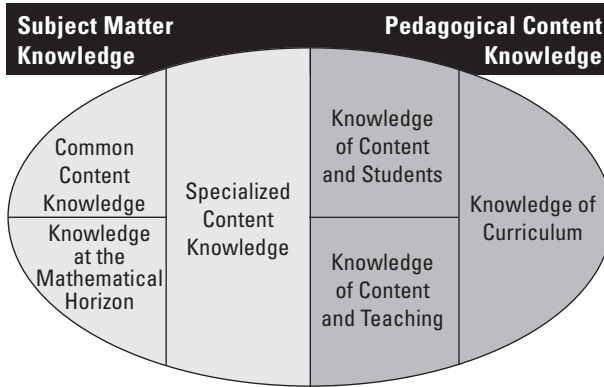 Subject Matter
Knowledge
Pedagogical Content
Knowledge
Common
Content
Knowledge
Knowledge
at the
Mathematical
Horizon
Specialized
Content
Knowledge
Knowledge
of Content
and Students
Knowledge
of Content
and Teaching
Knowledge of
Curriculum